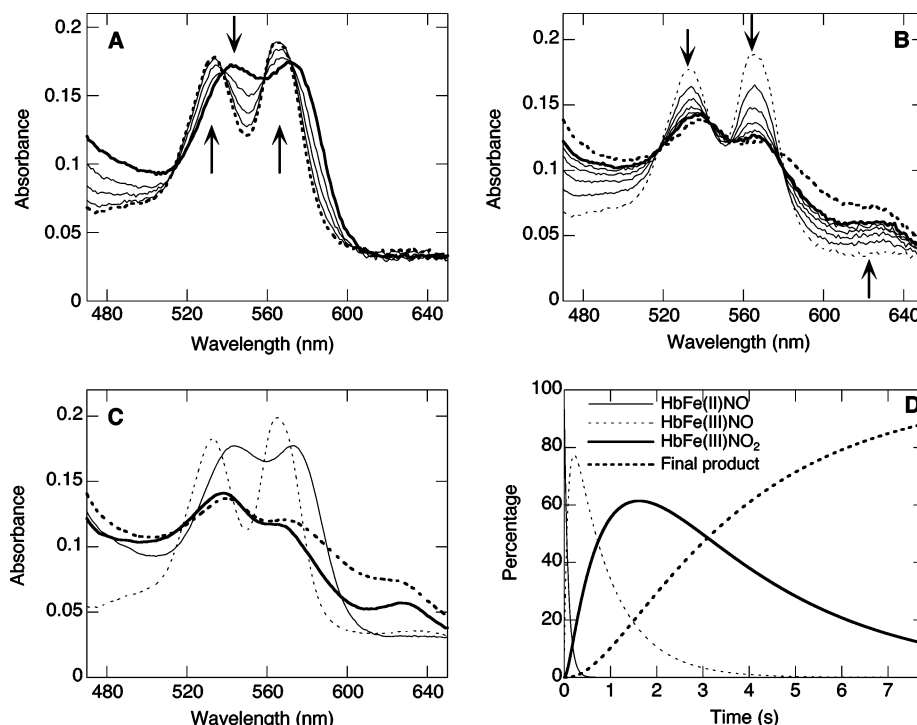 A
0.2
0.15
0.1
0.05
0
Absorbance
480 520 560 600 640
Wavelength (nm)
B
0.2
0.15
0.1
0.05
0
Absorbance
480 520 560 600 640
Wavelength (nm)
C
0.2
0.15
0.1
0.05
0
Absorbance
480 520 560 600 640
Wavelength (nm)
D
100
80
60
40
20
0
Percentage
HbFe(II)NO
HbFe(III)NO
HbFe(III)NO2
Final product
0 1 2 3 4 5 6 7
Time (s)